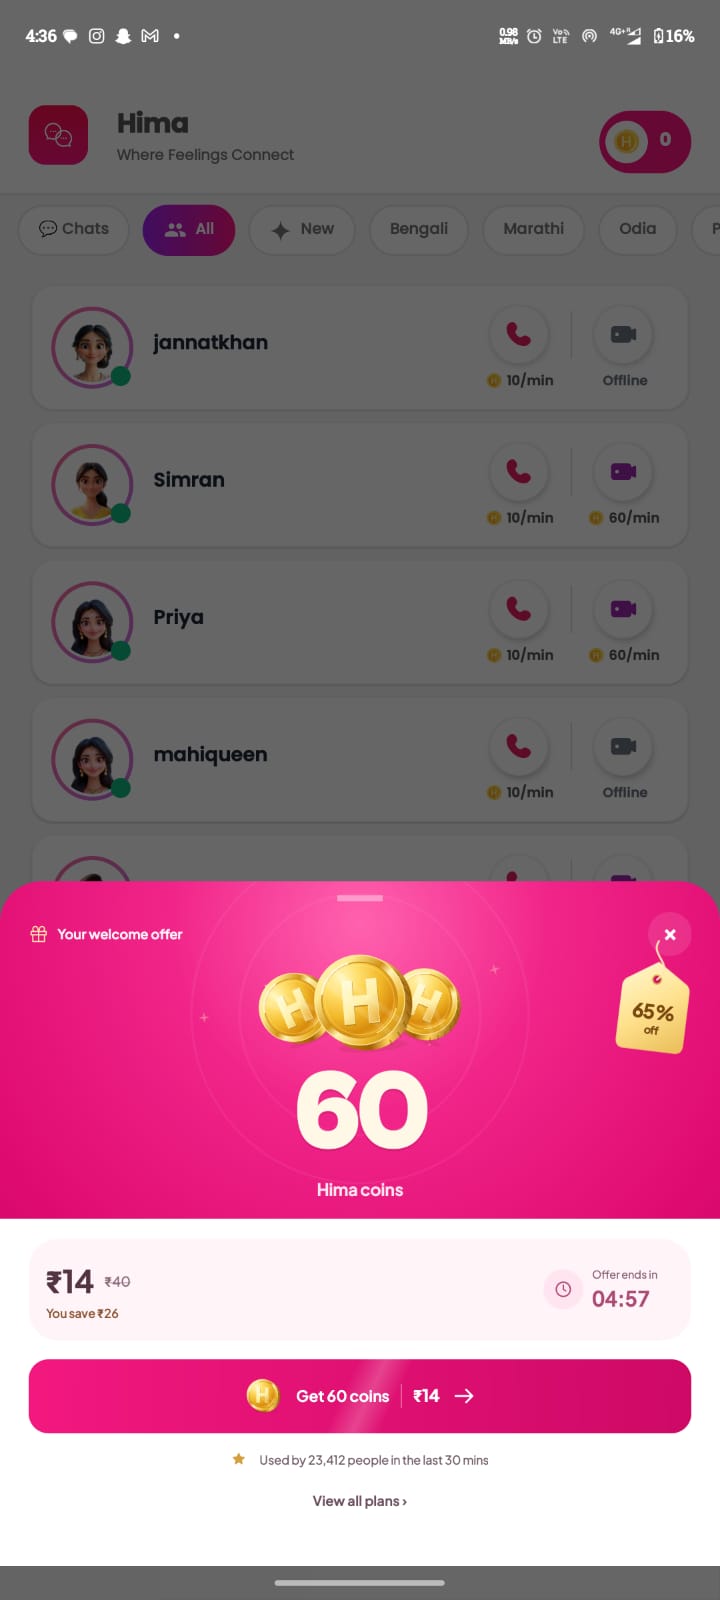 4:36
0.98 MB/s
Vo LTE
4G+
16%
Hima
Where Feelings Connect
H 0
Chats
All
New
Bengali
Marathi
Odia
P
jannatkhan
10/min
Offline
Simran
10/min
60/min
Priya
10/min
60/min
mahiqueen
10/min
Offline
Your welcome offer
H H H
65%
off
60
Hima coins
₹14 ₹40
You save ₹26
Offer ends in
04:57
H Get 60 coins ₹14 →
Used by 23,412 people in the last 30 mins
View all plans ›